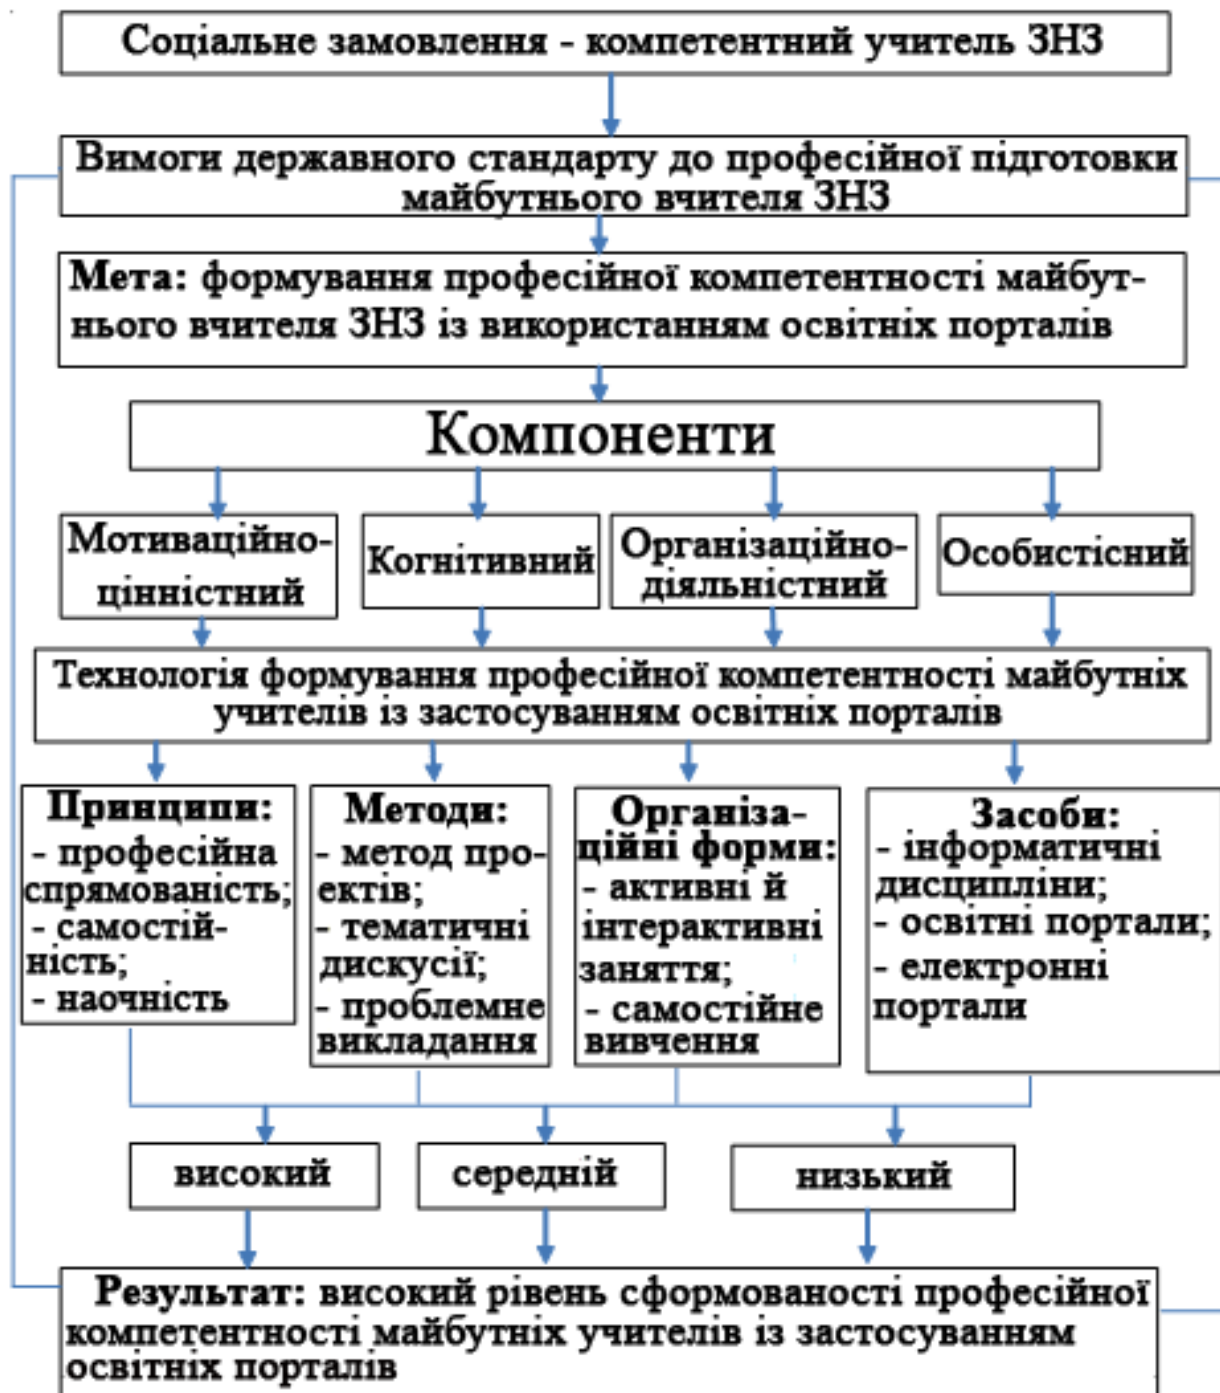 Соціальне замовлення - компетентний учитель ЗНЗ
Вимоги державного стандарту до професійної підготовки
майбутнього вчителя ЗНЗ
Мета: формування професійної компетентності майбут-
нього вчителя ЗНЗ із використанням освітніх порталів
Компоненти
Мотиваційно-
цінністний
Когнітивний
Організаційно-
діяльністний
Особистісний
Технологія формування професійної компетентності майбутніх
учителів із застосуванням освітніх порталів
Принципи:
- професійна
спрямованість;
- самостій-
ність;
- наочність
Методи:
- метод про-
ектів;
- тематичні
дискусії;
- проблемне
викладання
Організа-
ційні форми:
- активні й
інтерактивні
заняття;
- самостійне
вивчення
Засоби:
- інформатичні
дисципліни;
- освітні портали;
- електронні
портали
високий
середній
низький
Результат: високий рівень сформованості професійної
компетентності майбутніх учителів із застосуванням
освітніх порталів